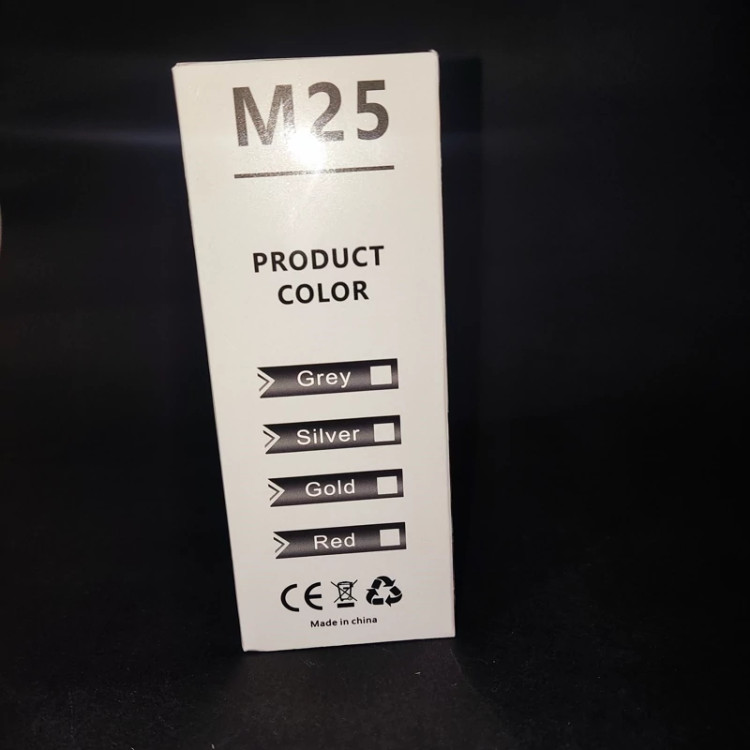 M25
PRODUCT
COLOR
Grey
Silver
Gold
Red
CE
Made in china